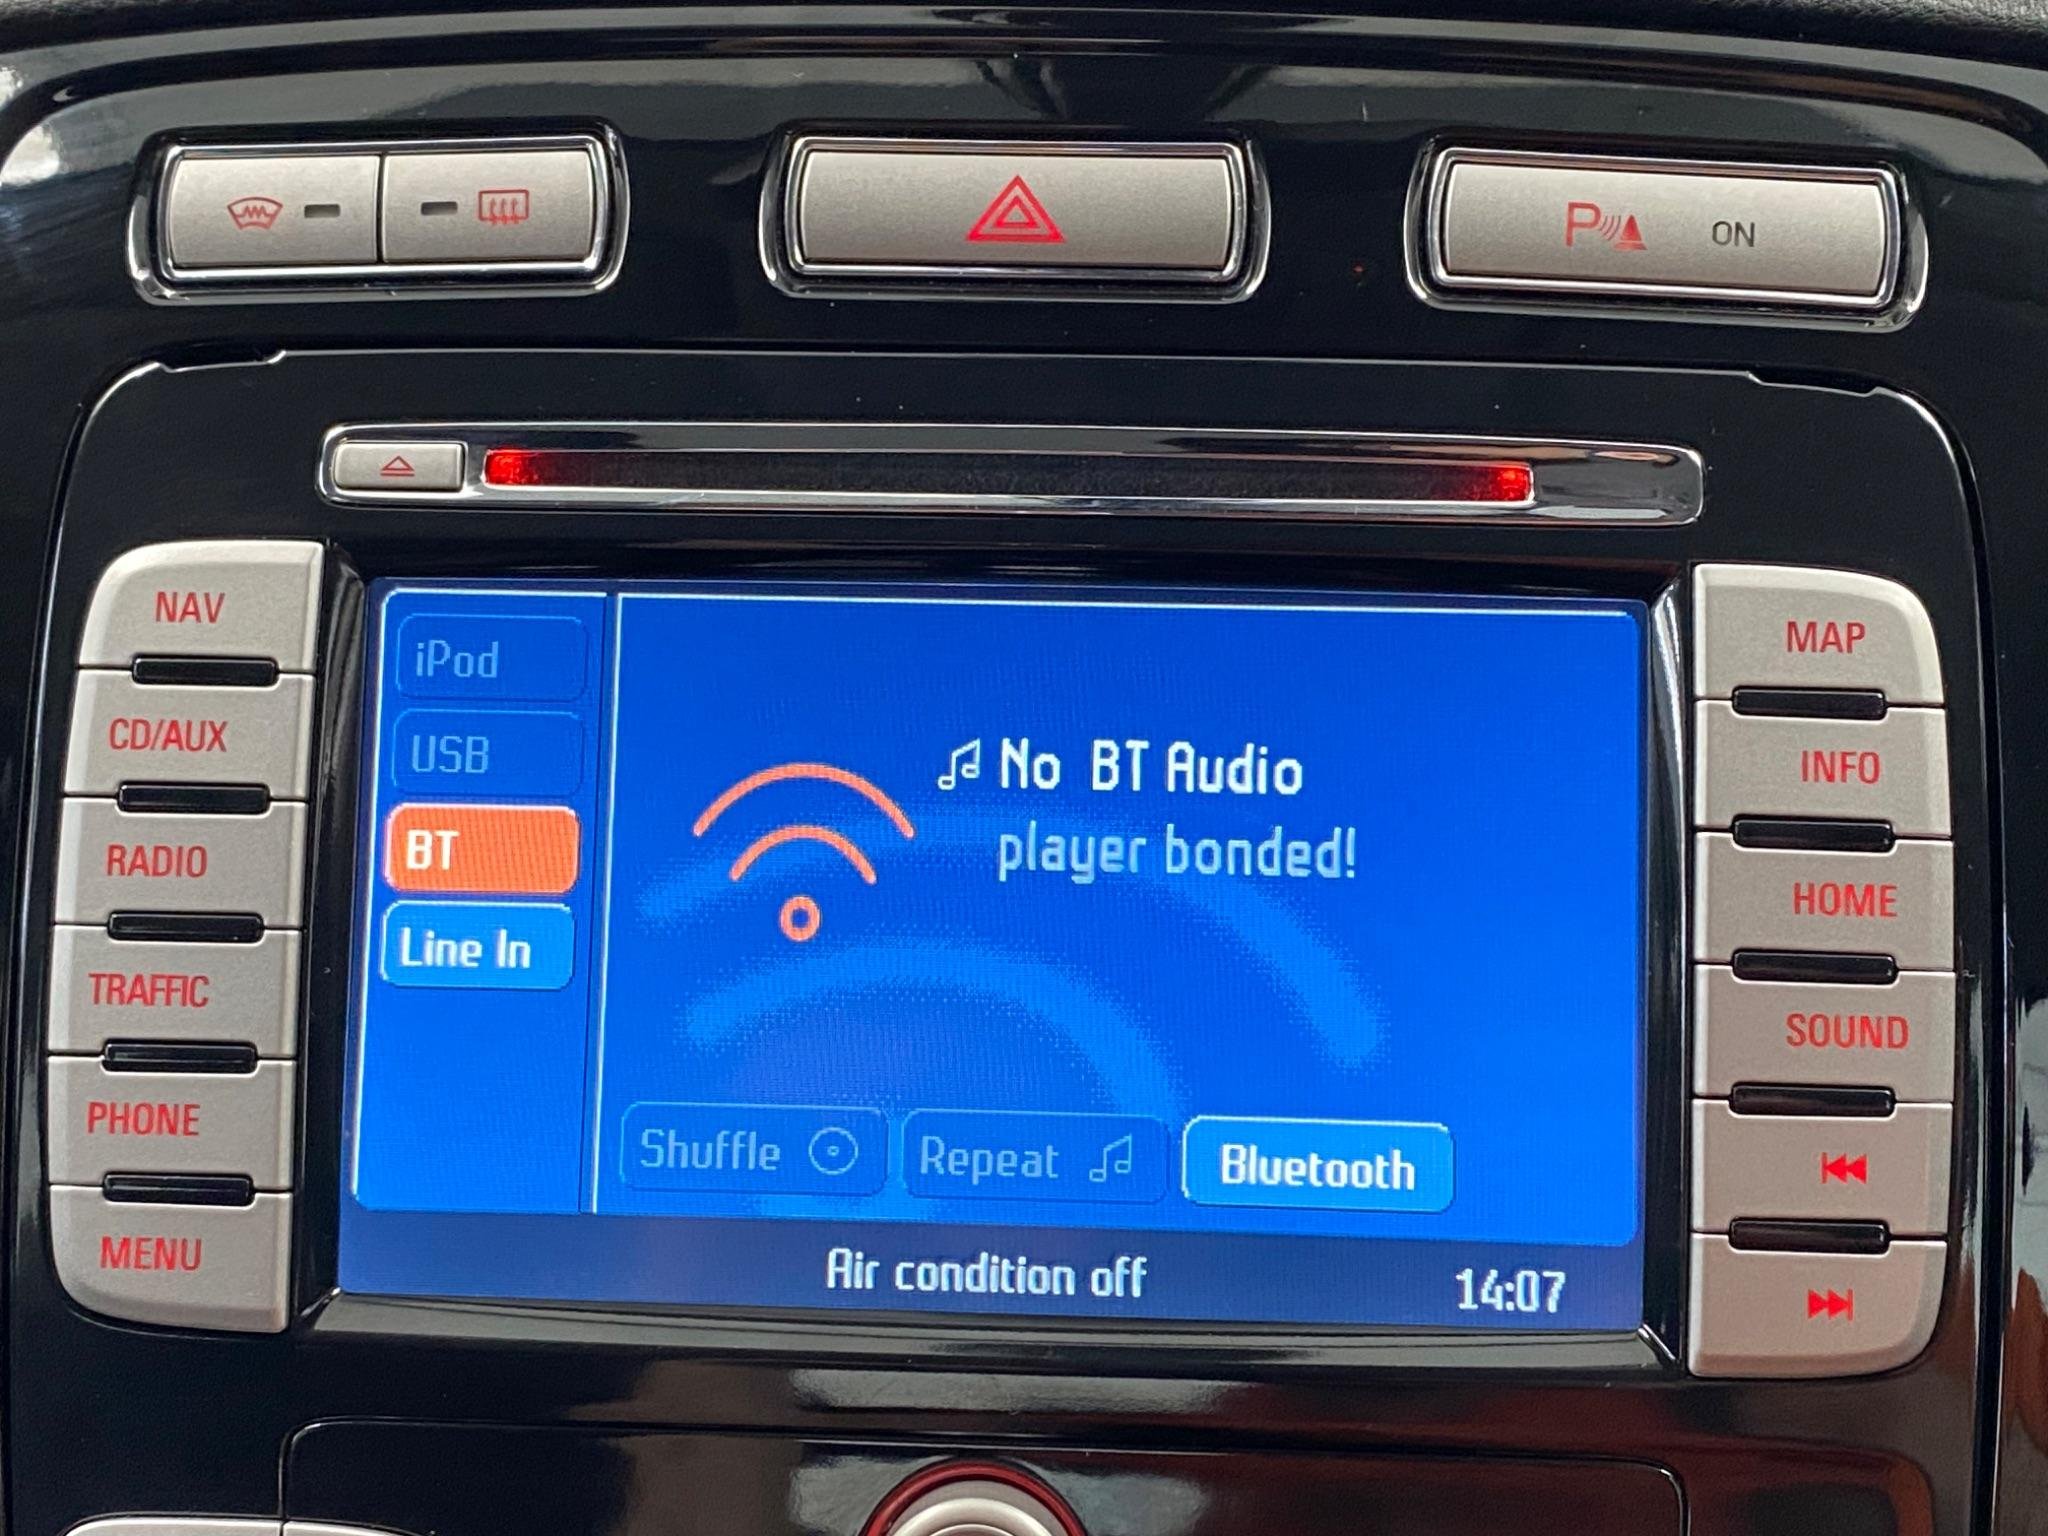 P ON
NAV
CD/AUX
RADIO
TRAFFIC
PHONE
MENU
iPod
USB
BT
Line In
No BT Audio
player bonded!
Shuffle
Repeat
Bluetooth
Air condition off
14:07
MAP
INFO
HOME
SOUND